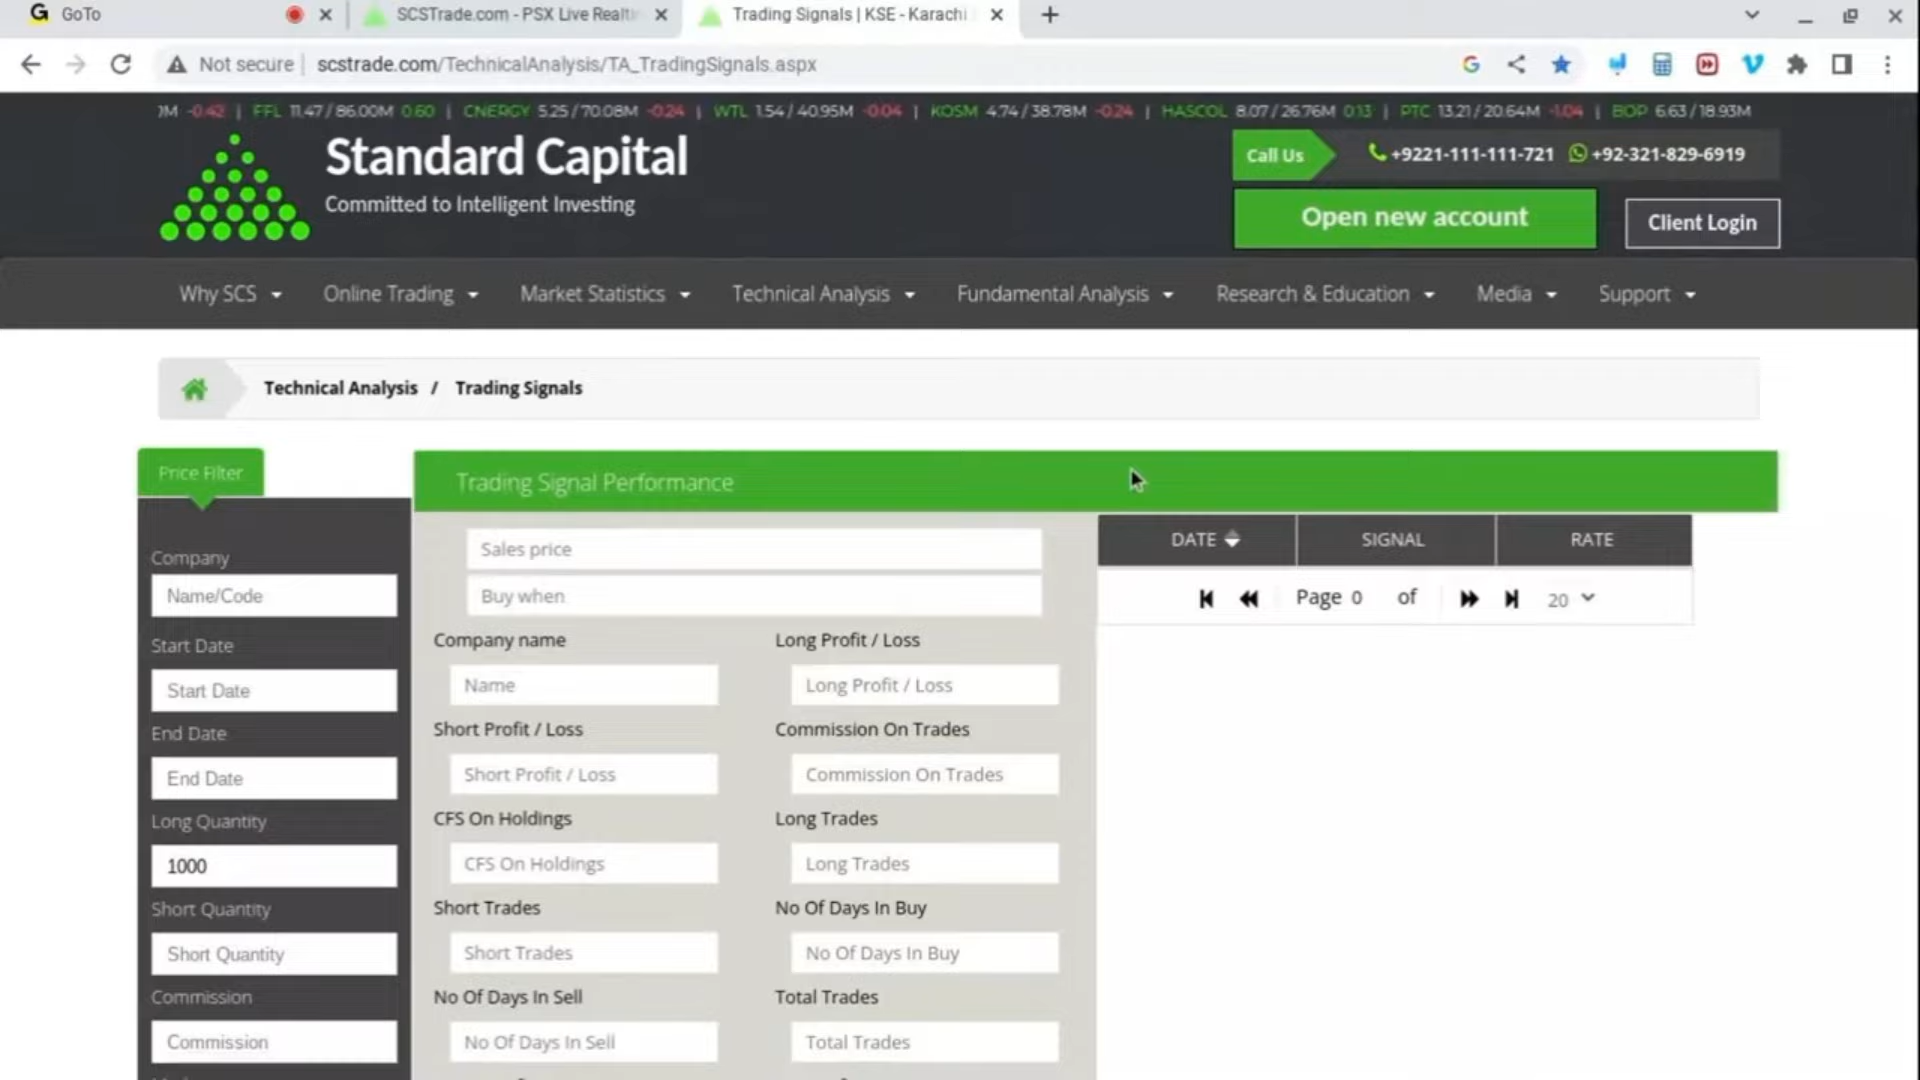 GoTo
SCSTrade.com - PSX Live Realti
Trading Signals | KSE - Karachi
Not secure
scstrade.com/TechnicalAnalysis/TA_TradingSignals.aspx
M -0.42 | FFL 11.47 / 86.00M 0.60 | CNERGY 5.25 / 70.08M -0.24 | WTL 1.54 / 40.95M -0.04 | KOSM 4.74 / 38.78M -0.24 | HASCOL 8.07 / 26.76M 0.13 | PTC 13.21 / 20.64M -1.04 | BOP 6.63 / 18.93M
Standard Capital
Committed to Intelligent Investing
Call Us
+9221-111-111-721
+92-321-829-6919
Open new account
Client Login
Why SCS
Online Trading
Market Statistics
Technical Analysis
Fundamental Analysis
Research & Education
Media
Support
Technical Analysis / Trading Signals
Price Filter
Company
Name/Code
Start Date
Start Date
End Date
End Date
Long Quantity
1000
Short Quantity
Short Quantity
Commission
Commission
Trading Signal Performance
Sales price
Buy when
Company name
Name
Long Profit / Loss
Long Profit / Loss
Short Profit / Loss
Short Profit / Loss
Commission On Trades
Commission On Trades
CFS On Holdings
CFS On Holdings
Long Trades
Long Trades
Short Trades
Short Trades
No Of Days In Buy
No Of Days In Buy
No Of Days In Sell
No Of Days In Sell
Total Trades
Total Trades
DATE
SIGNAL
RATE
Page 0 of
20